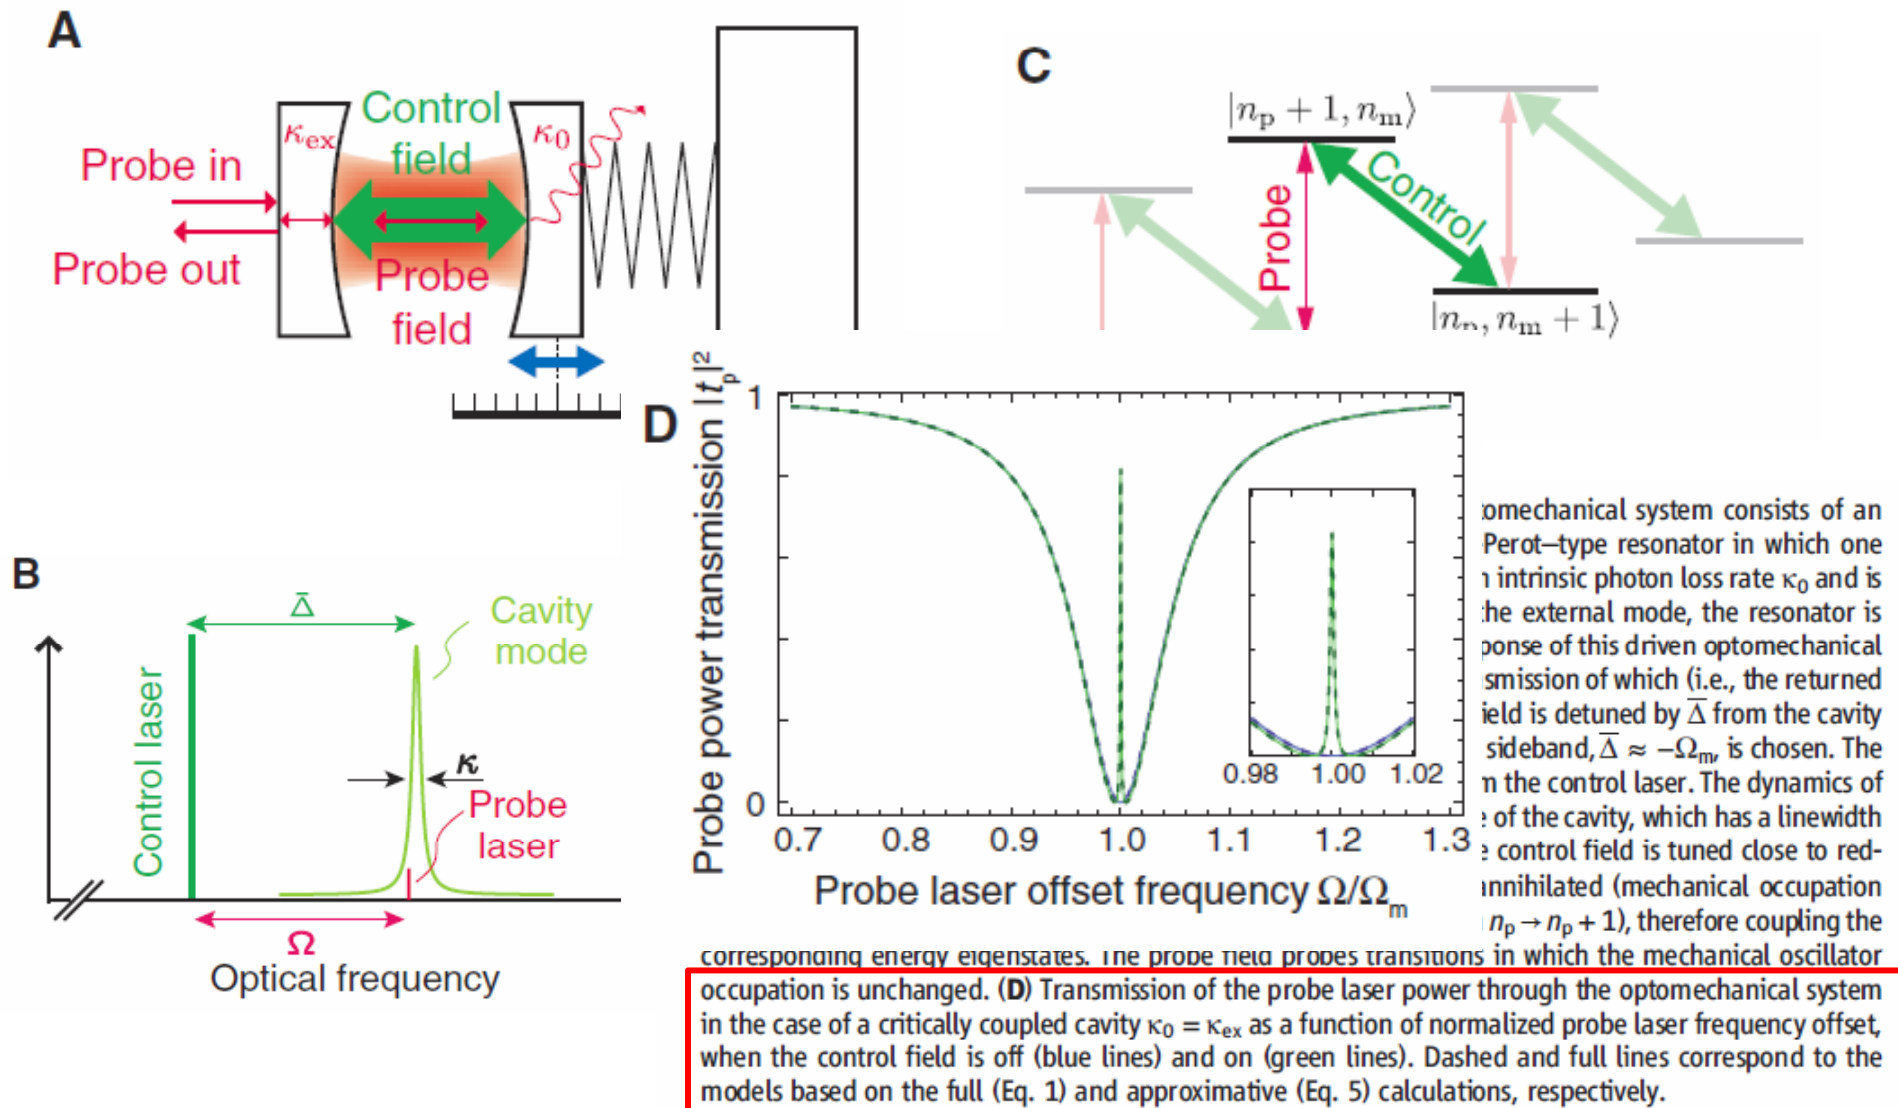 A
Control
field
κex
κ0
Probe in
Probe out
Probe
field
C
|np + 1, nm⟩
Control
Probe
|np, nm + 1⟩
B
Δ̄
Cavity
mode
Control laser
κ
Probe
laser
Ω
Optical frequency
D
Probe power transmission |tp|²
1
0
0.7 0.8 0.9 1.0 1.1 1.2 1.3
0.98 1.00 1.02
Probe laser offset frequency Ω/Ωm
tomechanical system consists of an
-Perot–type resonator in which one
intrinsic photon loss rate κ0 and is
the external mode, the resonator is
ponse of this driven optomechanical
smission of which (i.e., the returned
ield is detuned by Δ̄ from the cavity
sideband, Δ̄ ≈ −Ωm, is chosen. The
m the control laser. The dynamics of
e of the cavity, which has a linewidth
e control field is tuned close to red-
annihilated (mechanical occupation
np → np + 1), therefore coupling the
corresponding energy eigenstates. The probe field probes transitions in which the mechanical oscillator
occupation is unchanged. (D) Transmission of the probe laser power through the optomechanical system
in the case of a critically coupled cavity κ0 = κex as a function of normalized probe laser frequency offset,
when the control field is off (blue lines) and on (green lines). Dashed and full lines correspond to the
models based on the full (Eq. 1) and approximative (Eq. 5) calculations, respectively.